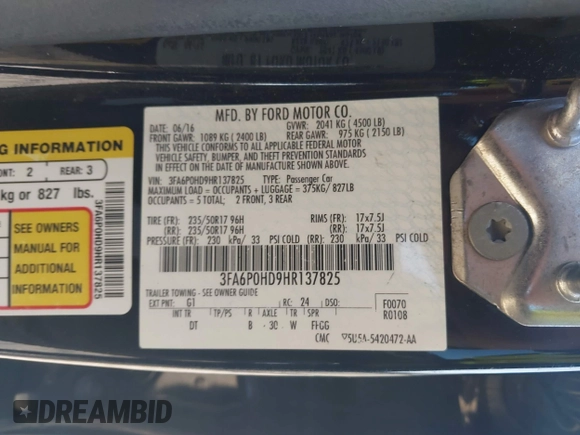 MFD. BY FORD MOTOR CO.
DATE: 06/16 GVWR: 2041 KG ( 4500 LB)
FRONT GAWR: 1089 KG ( 2400 LB) REAR GAWR: 975 KG ( 2150 LB)
THIS VEHICLE CONFORMS TO ALL APPLICABLE FEDERAL MOTOR
VEHICLE SAFETY, BUMPER, AND THEFT PREVENTION STANDARDS IN
EFFECT ON THE DATE OF MANUFACTURE SHOWN ABOVE.
VIN: 3FA6P0HD9HR137825 TYPE: Passenger Car
MAXIMUM LOAD = OCCUPANTS + LUGGAGE = 375KG/ 827LB
OCCUPANTS = 5 TOTAL; 2 FRONT, 3 REAR
TIRE (FR): 235/50R17 96H RIMS (FR): 17x7.5J
(RR): 235/50R17 96H (RR): 17x7.5J
PRESSURE (FR): 230 kPa/ 33 PSI COLD (RR): 230 kPa/ 33 PSI COLD
3FA6P0HD9HR137825
TRAILER TOWING - SEE OWNER GUIDE
EXT PNT: G1 RC: 24 DSO: F0070
INT TR TP/PS R AXLE TR SPR R0108
DT B 30 W
CMC 5420472-AA
G INFORMATION
ONT: 2 REAR: 3
kg or 827 lbs.
SEE OWNERS
MANUAL FOR
ADDITIONAL
INFORMATION
3FA6P0HD9HR137825
DREAMBID